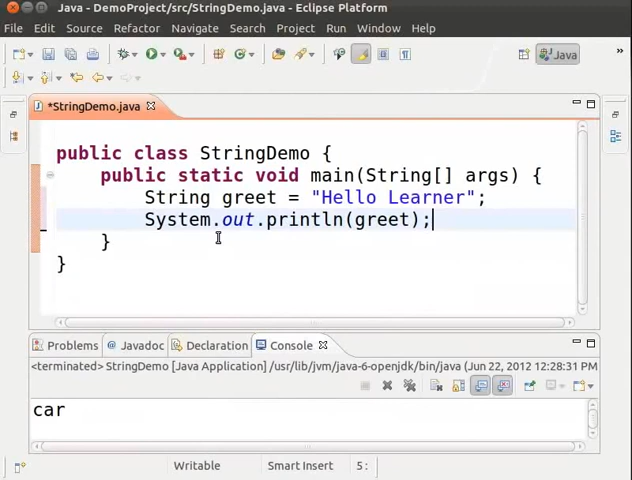 Java - DemoProject/src/StringDemo.java - Eclipse Platform
File Edit Source Refactor Navigate Search Project Run Window Help
Java »
*StringDemo.java
public class StringDemo {
public static void main(String[] args) {
String greet = "Hello Learner";
System.out.println(greet);
}
}
Problems @ Javadoc Declaration Console
<terminated> StringDemo [Java Application] /usr/lib/jvm/java-6-openjdk/bin/java (Jun 22, 2012 12:28:31 PM)
car
Writable Smart Insert 5 :